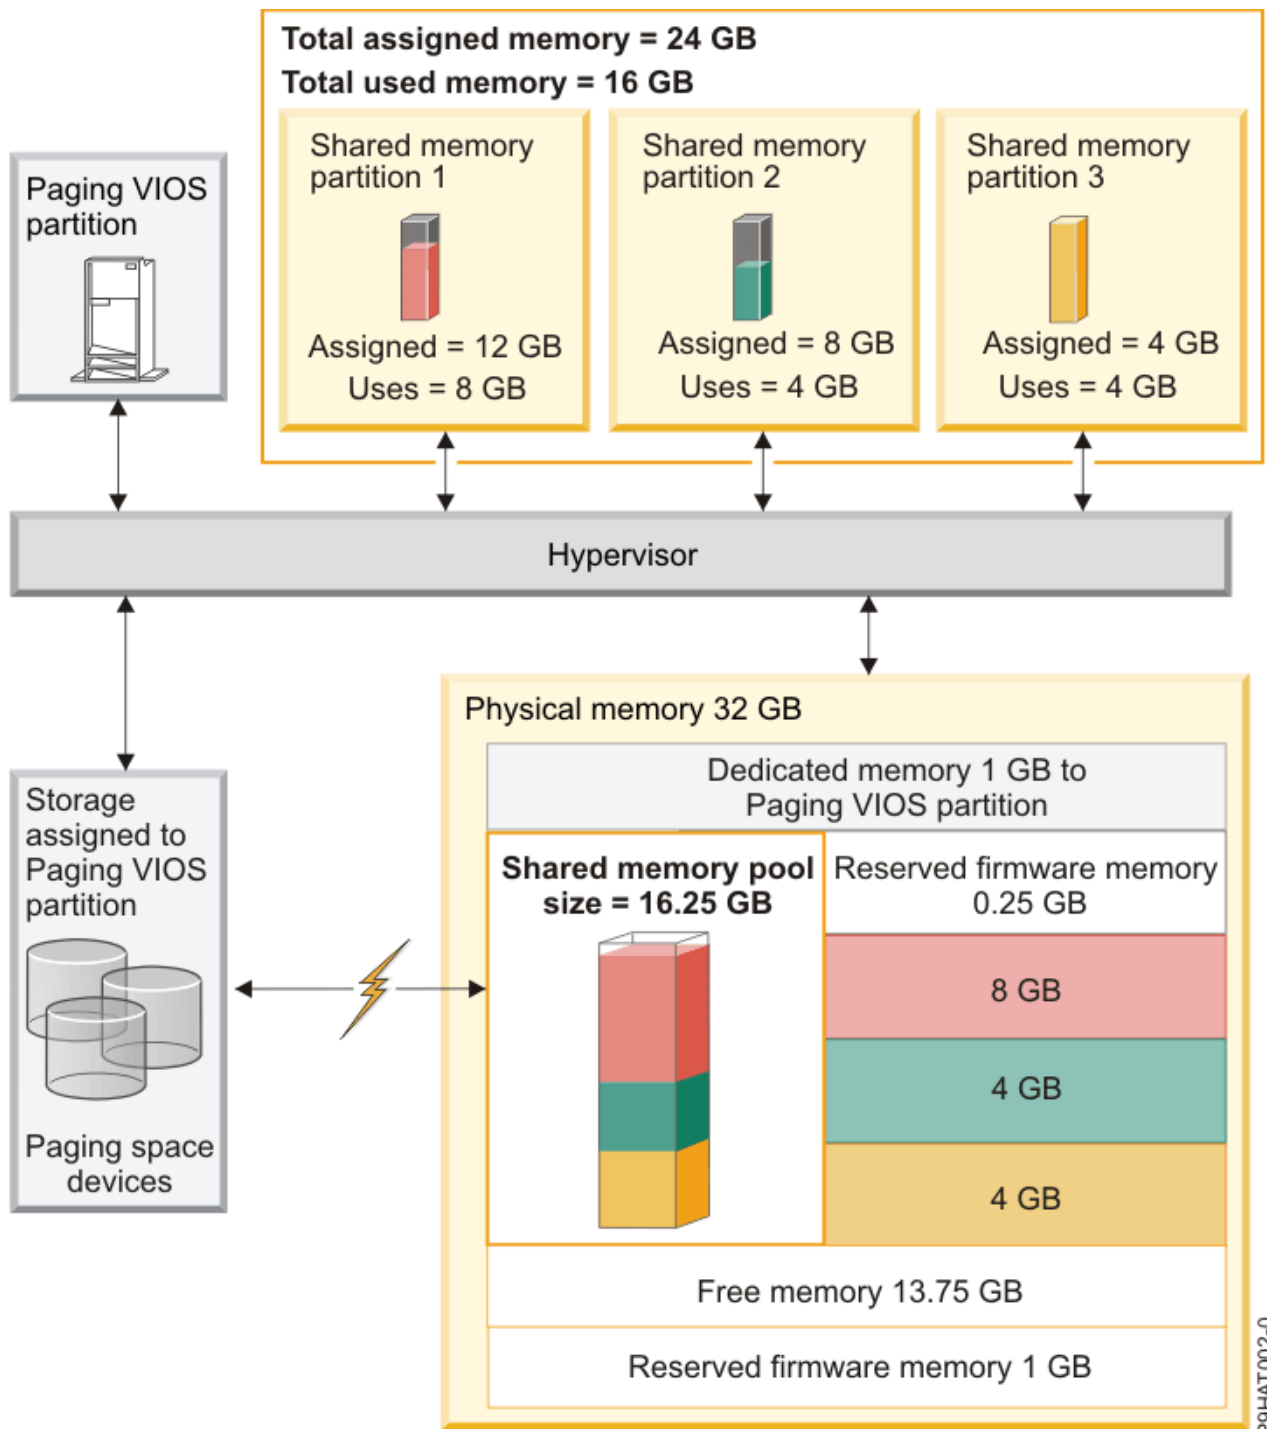 Total assigned memory = 24 GB
Total used memory = 16 GB
Shared memory
partition 1
Assigned = 12 GB
Uses = 8 GB
Shared memory
partition 2
Assigned = 8 GB
Uses = 4 GB
Shared memory
partition 3
Assigned = 4 GB
Uses = 4 GB
Paging VIOS
partition
Hypervisor
Storage
assigned to
Paging VIOS
partition
Paging space
devices
Physical memory 32 GB
Dedicated memory 1 GB to
Paging VIOS partition
Shared memory pool
size = 16.25 GB
Reserved firmware memory
0.25 GB
8 GB
4 GB
4 GB
Free memory 13.75 GB
Reserved firmware memory 1 GB